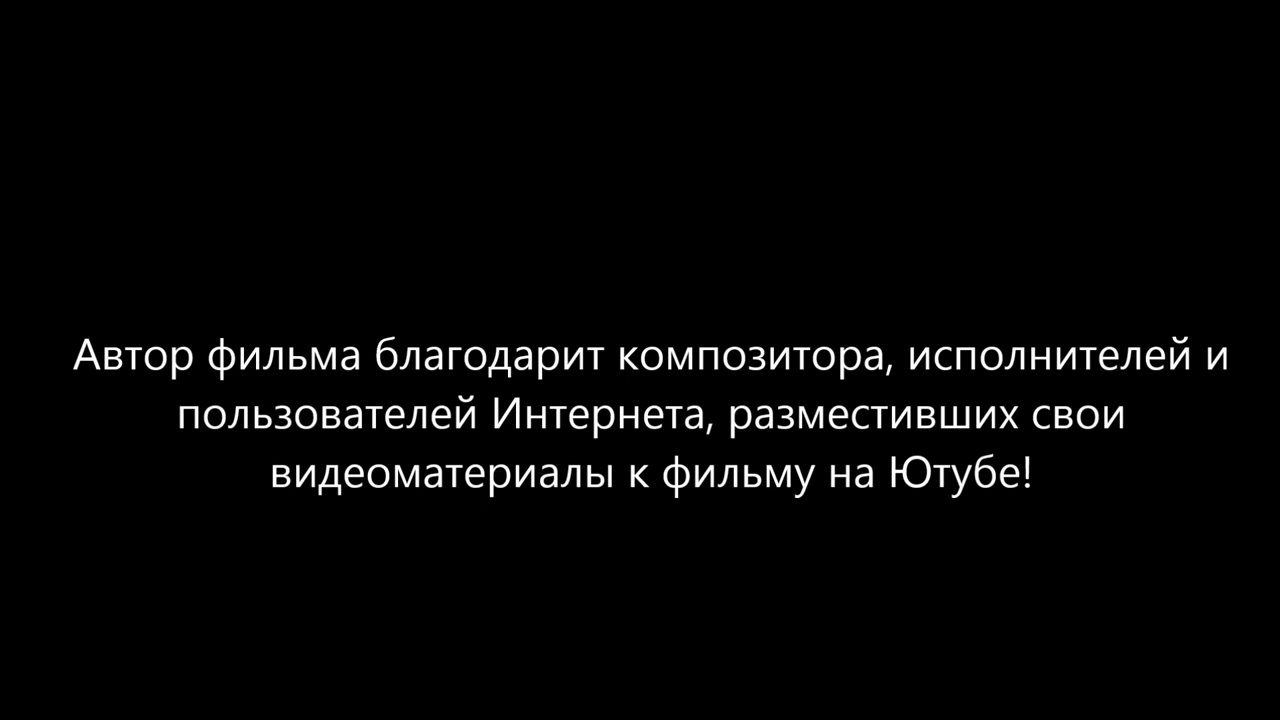 Автор фильма благодарит композитора, исполнителей и
пользователей Интернета, разместивших свои
видеоматериалы к фильму на Ютубе!